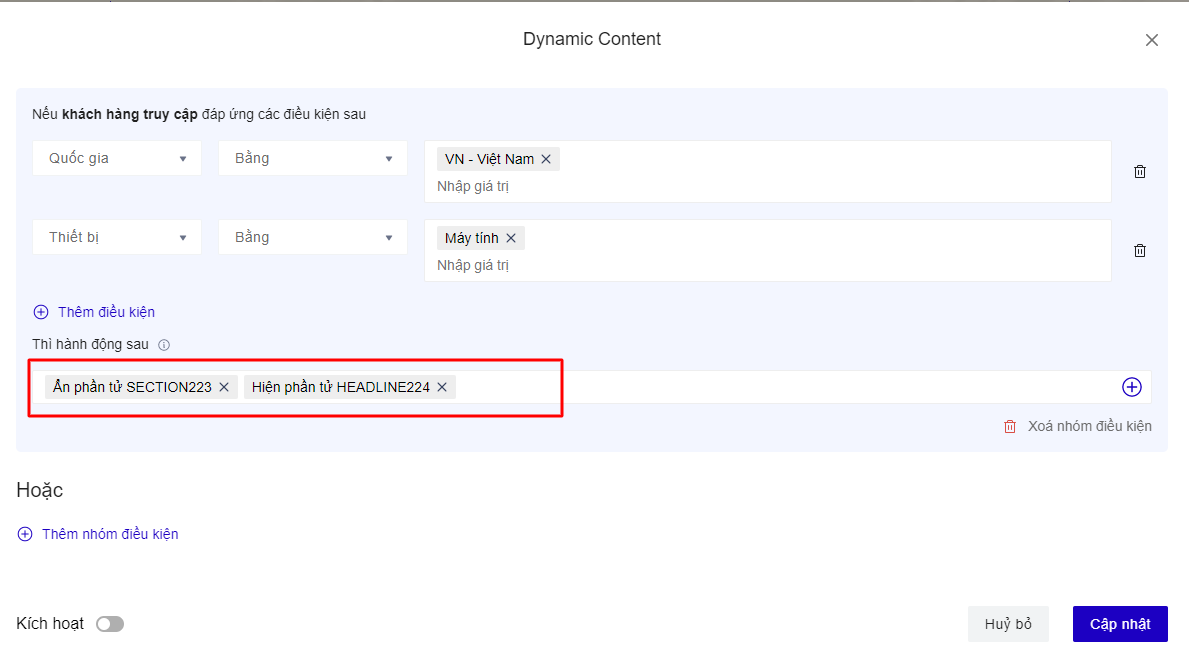 Dynamic Content
Nếu khách hàng truy cập đáp ứng các điều kiện sau
Quốc gia Bằng VN - Việt Nam
Nhập giá trị
Thiết bị Bằng Máy tính
Nhập giá trị
Thêm điều kiện
Thì hành động sau
Ẩn phần tử SECTION223 Hiện phần tử HEADLINE224
Xoá nhóm điều kiện
Hoặc
Thêm nhóm điều kiện
Kích hoạt Huỷ bỏ Cập nhật